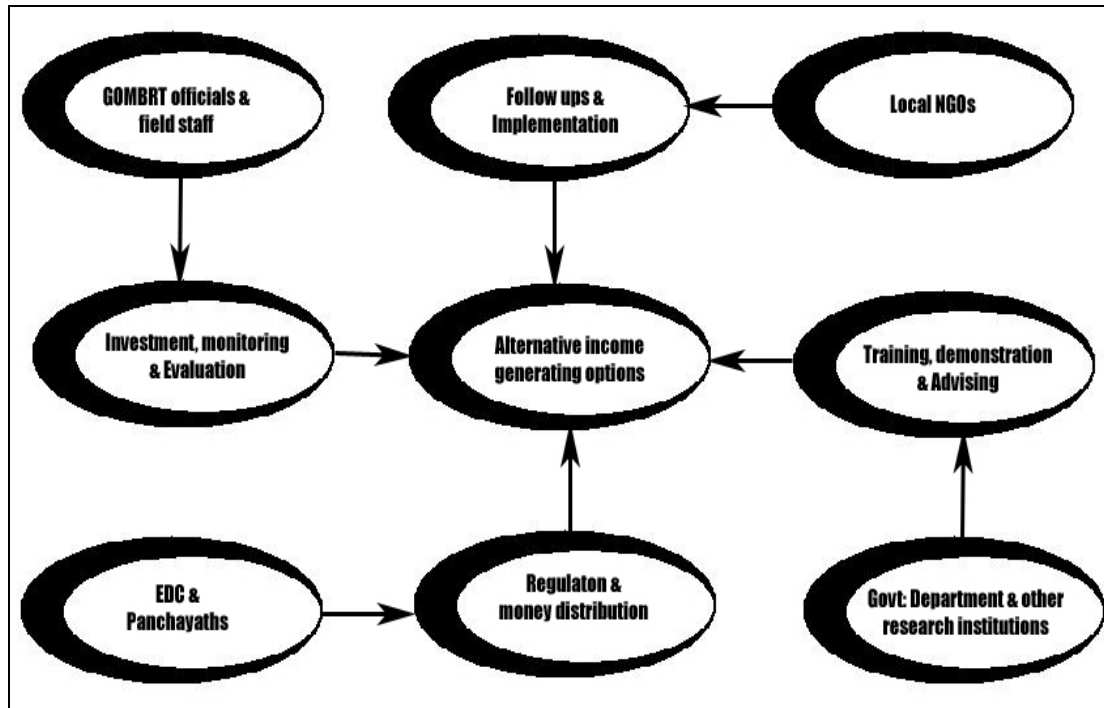 GOMBRT officials &
field staff
Follow ups &
Implementation
Local NGOs
Investment, monitoring
& Evaluation
Alternative income
generating options
Training, demonstration
& Advising
EDC &
Panchayaths
Regulaton &
money distribution
Govt: Department & other
research institutions